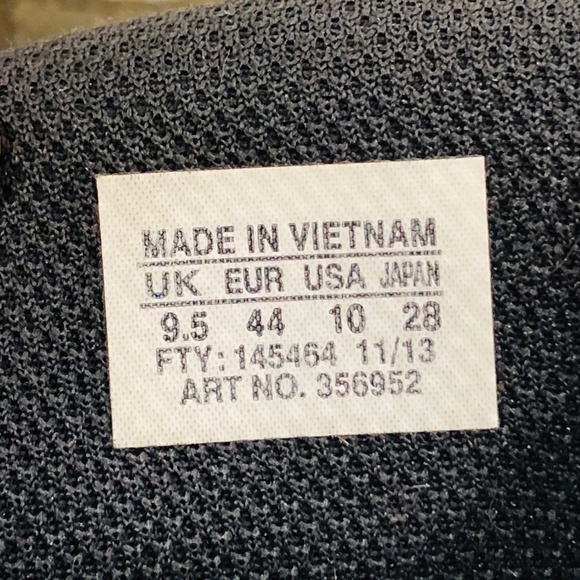 MADE IN VIETNAM
UK EUR USA JAPAN
9.5 44 10 28
FTY: 145464 11/13
ART NO. 356952